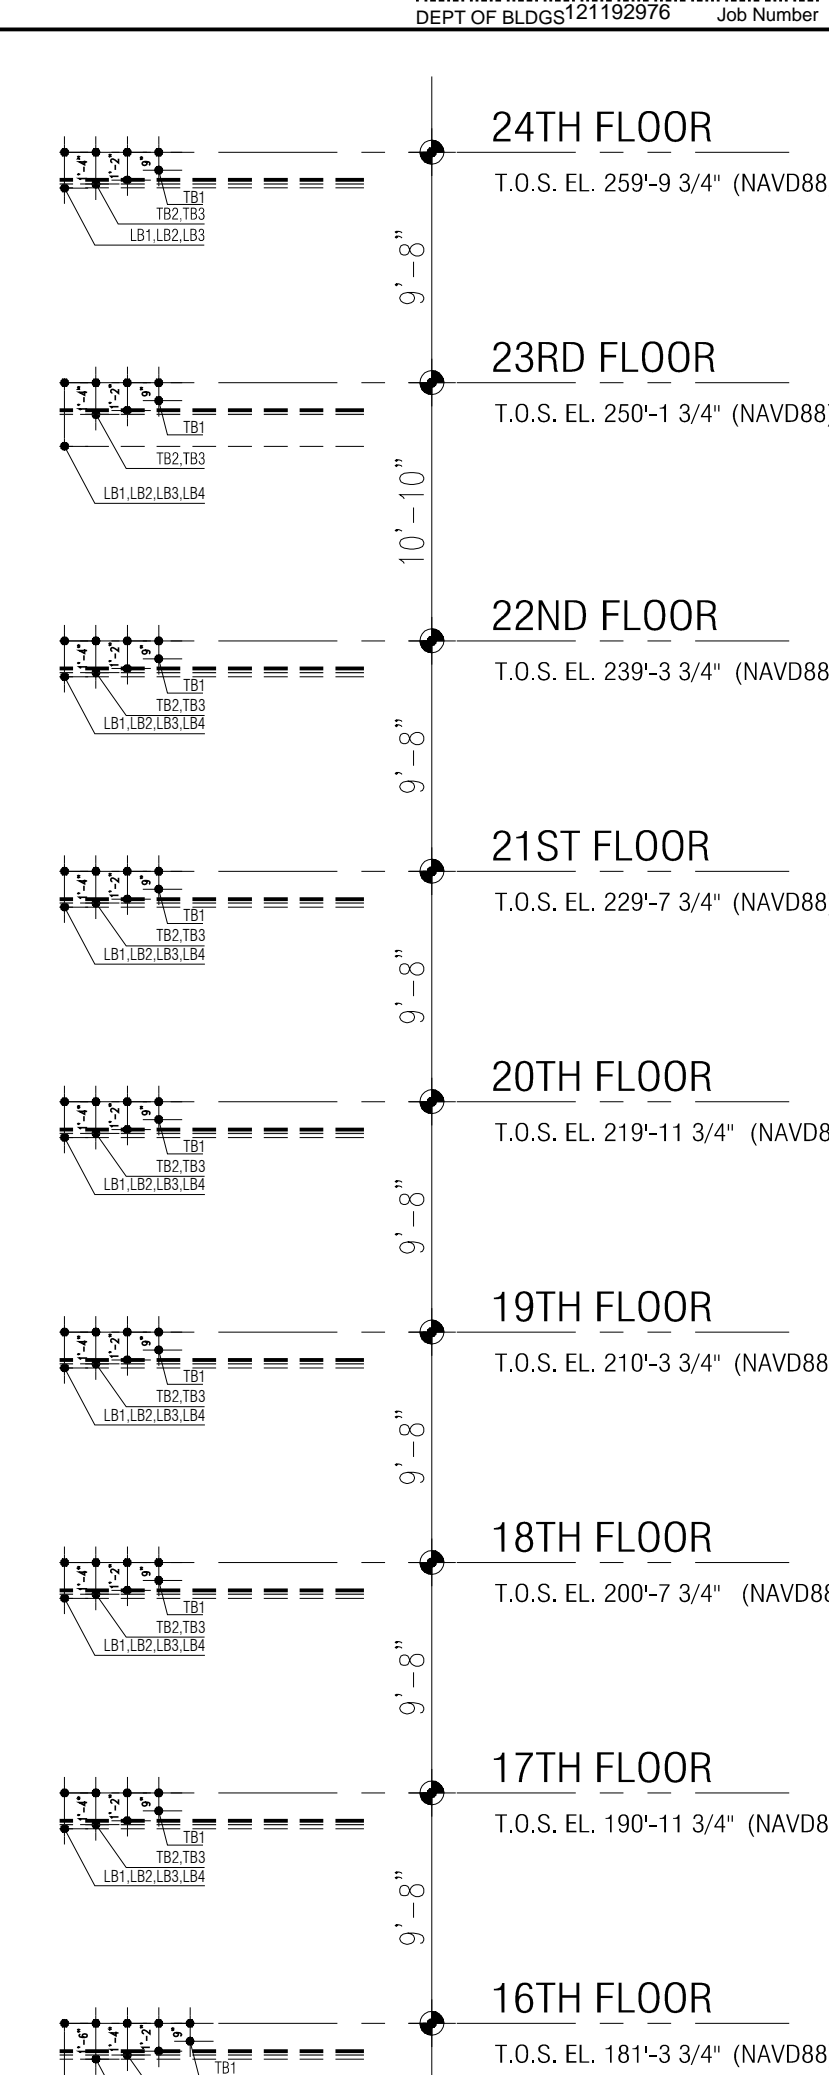 DEPT OF BLDGS 121192976 Job Number
24TH FLOOR
T.O.S. EL. 259'-9 3/4" (NAVD88
1'-4" 1'-2" 9"
TB1
TB2,TB3
LB1,LB2,LB3
9'-8"
23RD FLOOR
T.O.S. EL. 250'-1 3/4" (NAVD88)
1'-4" 1'-2" 9"
TB1
TB2,TB3
LB1,LB2,LB3,LB4
10'-10"
22ND FLOOR
T.O.S. EL. 239'-3 3/4" (NAVD88
1'-4" 1'-2" 9"
TB1
TB2,TB3
LB1,LB2,LB3,LB4
9'-8"
21ST FLOOR
T.O.S. EL. 229'-7 3/4" (NAVD88)
1'-4" 1'-2" 9"
TB1
TB2,TB3
LB1,LB2,LB3,LB4
9'-8"
20TH FLOOR
T.O.S. EL. 219'-11 3/4" (NAVD8
1'-4" 1'-2" 9"
TB1
TB2,TB3
LB1,LB2,LB3,LB4
9'-8"
19TH FLOOR
T.O.S. EL. 210'-3 3/4" (NAVD88
1'-4" 1'-2" 9"
TB1
TB2,TB3
LB1,LB2,LB3,LB4
9'-8"
18TH FLOOR
T.O.S. EL. 200'-7 3/4" (NAVD88
1'-4" 1'-2" 9"
TB1
TB2,TB3
LB1,LB2,LB3,LB4
9'-8"
17TH FLOOR
T.O.S. EL. 190'-11 3/4" (NAVD8
1'-4" 1'-2" 9"
TB1
TB2,TB3
LB1,LB2,LB3,LB4
9'-8"
16TH FLOOR
T.O.S. EL. 181'-3 3/4" (NAVD88
1'-6" 1'-4" 1'-2" 9"
TB1